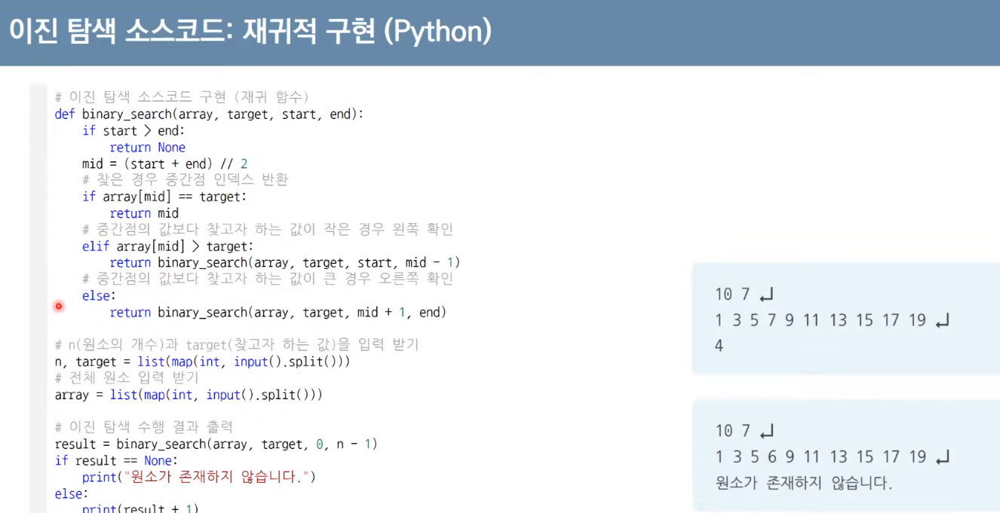 이진 탐색 소스코드: 재귀적 구현 (Python)
# 이진 탐색 소스코드 구현 (재귀 함수)
def binary_search(array, target, start, end):
    if start > end:
        return None
    mid = (start + end) // 2
    # 찾은 경우 중간점 인덱스 반환
    if array[mid] == target:
        return mid
    # 중간점의 값보다 찾고자 하는 값이 작은 경우 왼쪽 확인
    elif array[mid] > target:
        return binary_search(array, target, start, mid - 1)
    # 중간점의 값보다 찾고자 하는 값이 큰 경우 오른쪽 확인
    else:
        return binary_search(array, target, mid + 1, end)
# n(원소의 개수)과 target(찾고자 하는 값)을 입력 받기
n, target = list(map(int, input().split()))
# 전체 원소 입력 받기
array = list(map(int, input().split()))
# 이진 탐색 수행 결과 출력
result = binary_search(array, target, 0, n - 1)
if result == None:
    print("원소가 존재하지 않습니다.")
else:
    print(result + 1)
10 7 ↵
1 3 5 7 9 11 13 15 17 19 ↵
4
10 7 ↵
1 3 5 6 9 11 13 15 17 19 ↵
원소가 존재하지 않습니다.